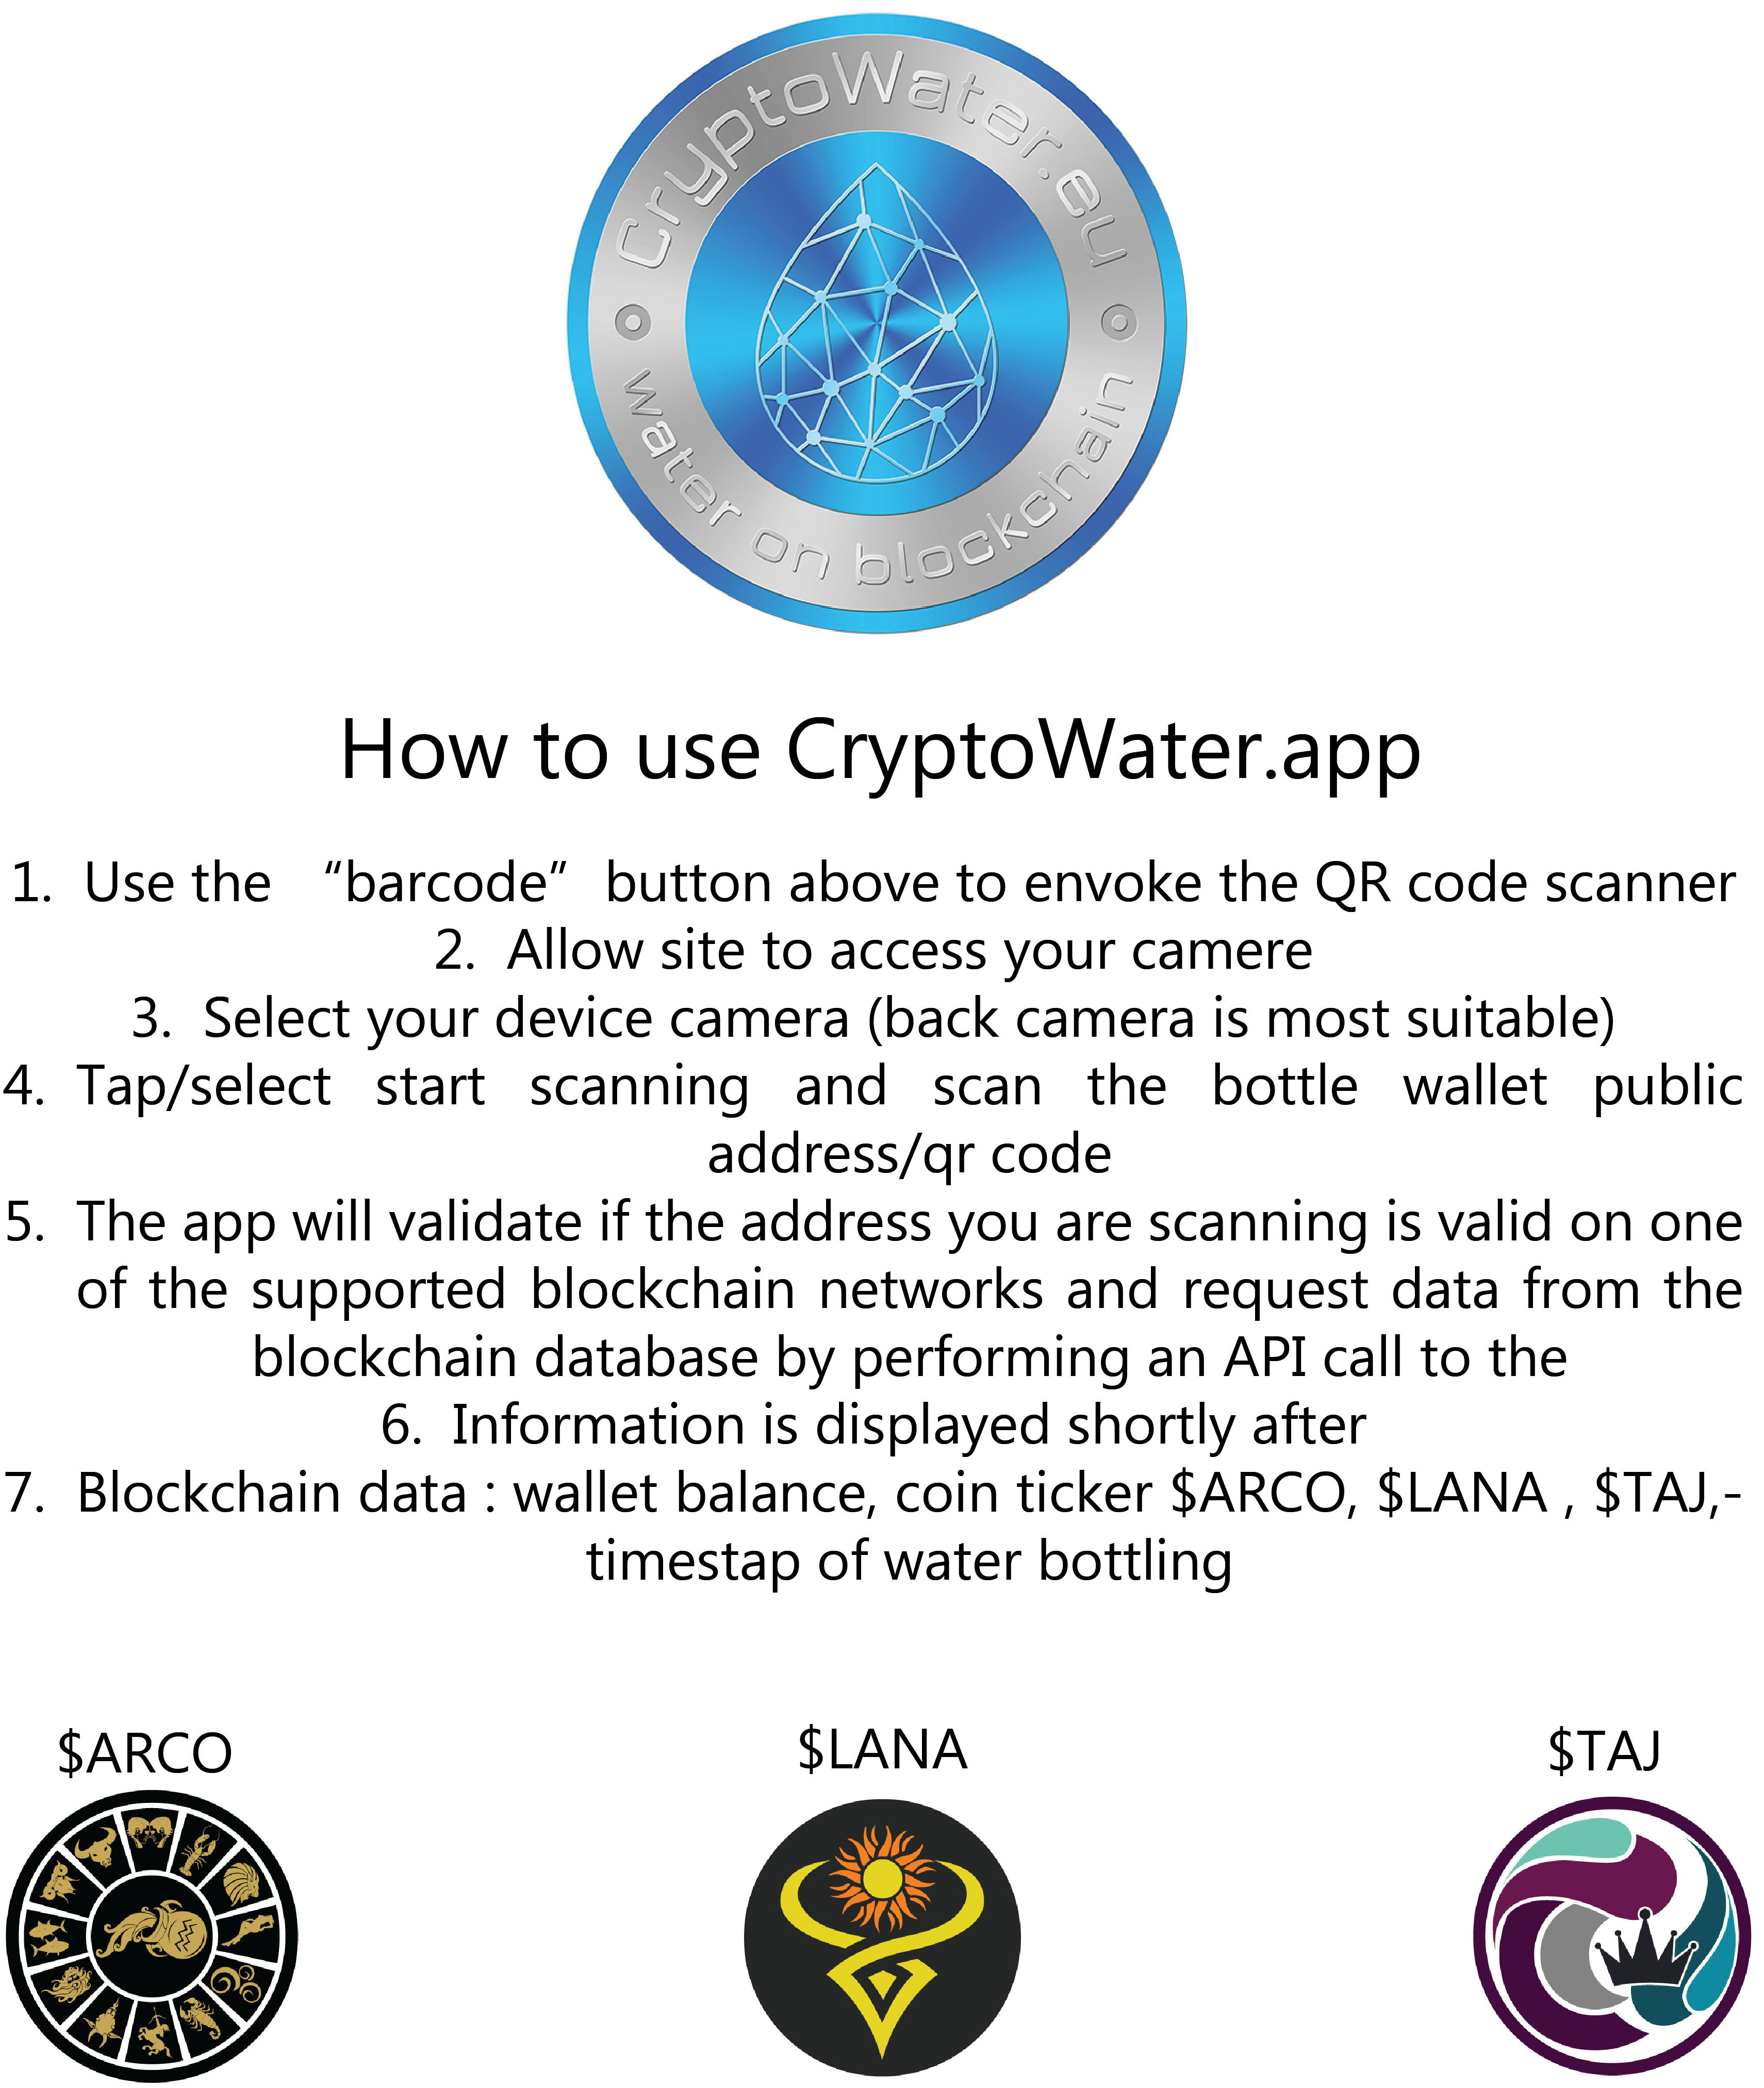 CryptoWater.eu
water on blockchain
How to use CryptoWater.app
1. Use the “barcode” button above to envoke the QR code scanner
2. Allow site to access your camere
3. Select your device camera (back camera is most suitable)
4. Tap/select start scanning and scan the bottle wallet public
address/qr code
5. The app will validate if the address you are scanning is valid on one
of the supported blockchain networks and request data from the
blockchain database by performing an API call to the
6. Information is displayed shortly after
7. Blockchain data : wallet balance, coin ticker $ARCO, $LANA , $TAJ,-
timestap of water bottling
$ARCO
$LANA
$TAJ